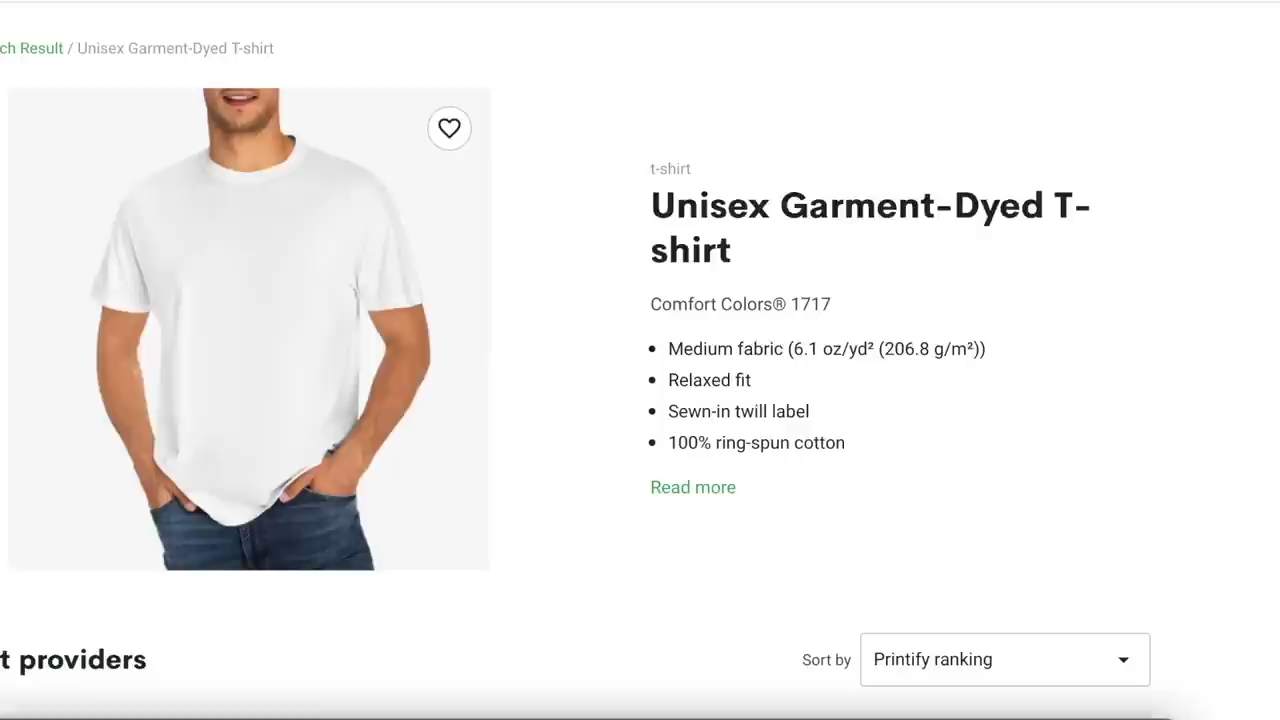 ch Result / Unisex Garment-Dyed T-shirt
t-shirt
Unisex Garment-Dyed T-
shirt
Comfort Colors® 1717
Medium fabric (6.1 oz/yd² (206.8 g/m²))
Relaxed fit
Sewn-in twill label
100% ring-spun cotton
Read more
t providers
Sort by
Printify ranking